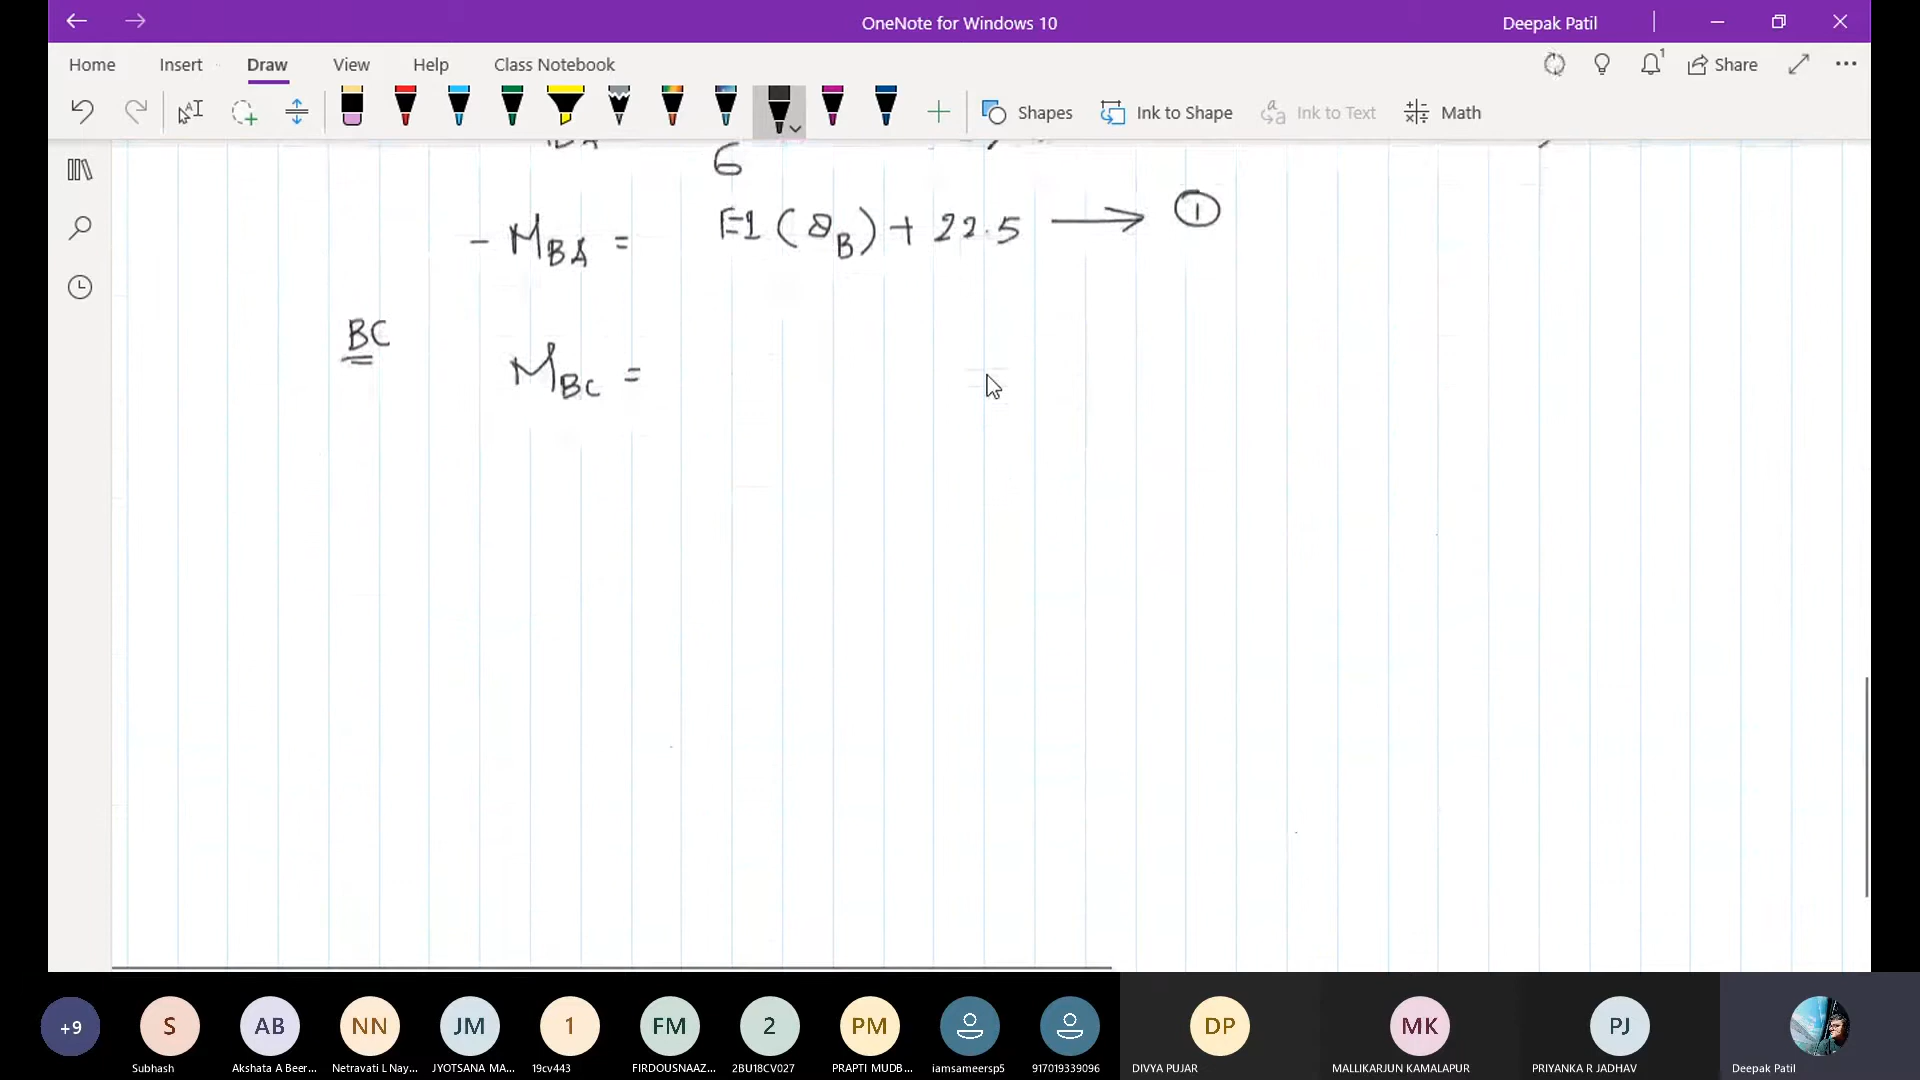 OneNote for Windows 10
Deepak Patil
Home Insert Draw View Help Class Notebook
1 Share
Shapes Ink to Shape Ink to Text Math
6
- M_BA = EI (θ_B) + 22.5 ⟶ ①
BC
M_BC =
+9 S AB NN JM 1 FM 2 PM DP MK PJ
Subhash Akshata A Beer... Netravati L Nay... JYOTSANA MA... 19cv443 FIRDOUSNAAZ... 2BU18CV027 PRAPTI MUDB... iamsameersp5 917019339096 DIVYA PUJAR MALLIKARJUN KAMALAPUR PRIYANKA R JADHAV Deepak Patil